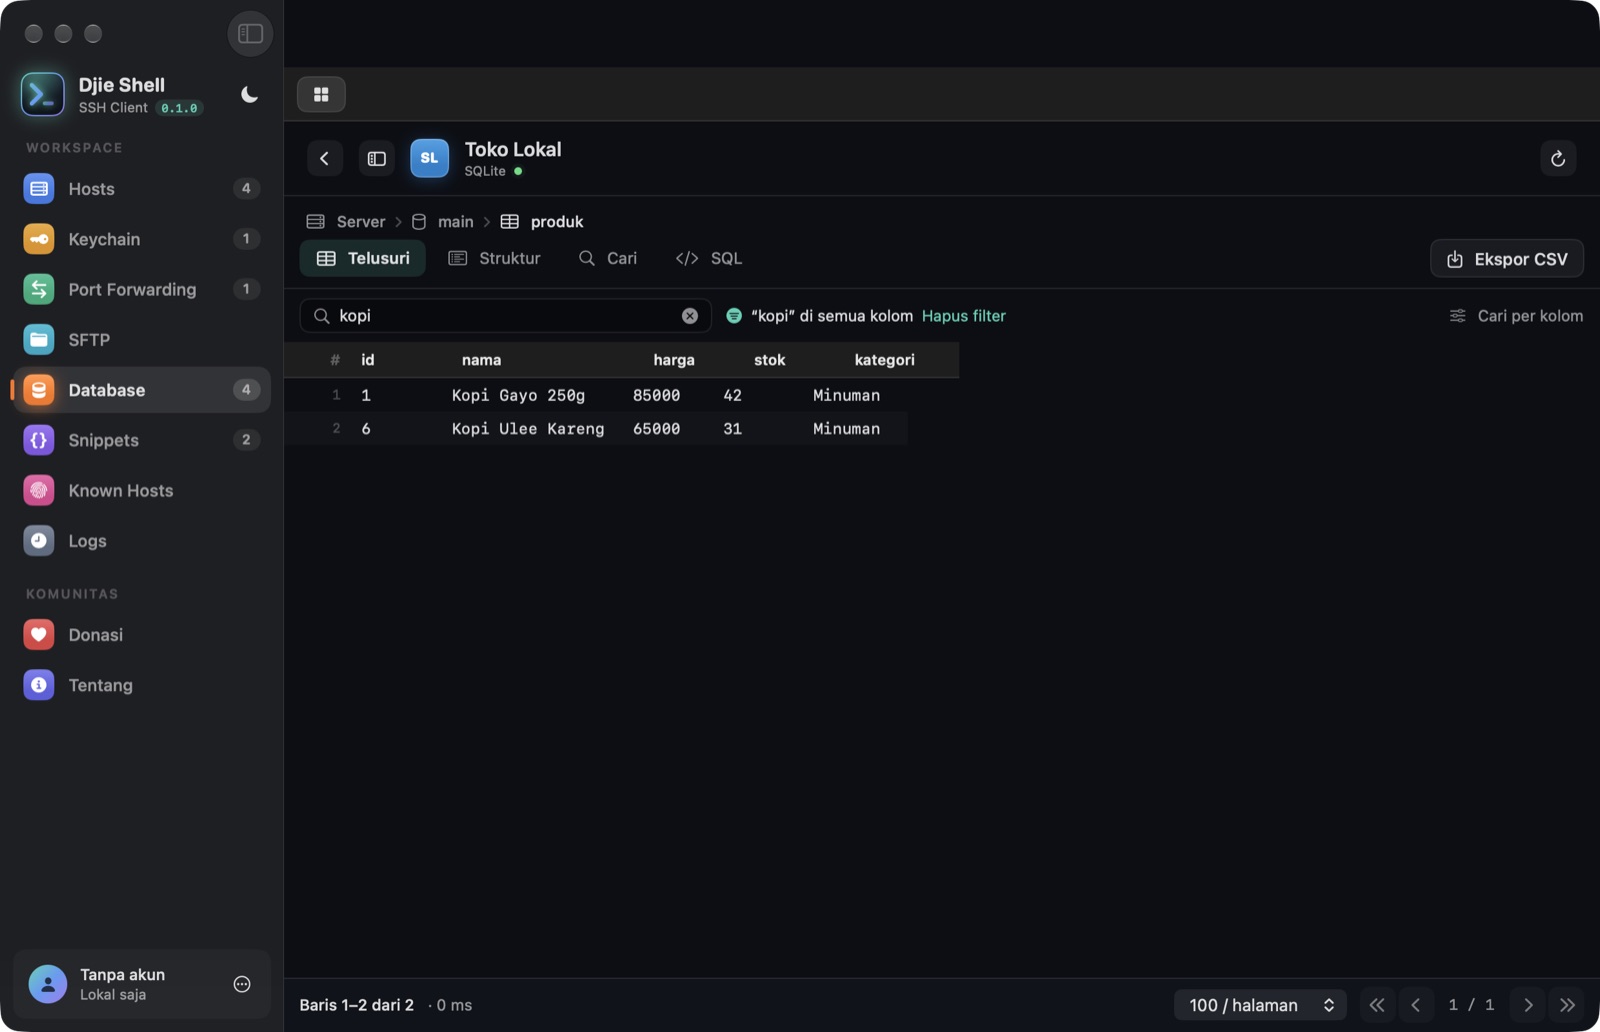 Djie Shell
SSH Client 0.1.0
WORKSPACE
Hosts 4
Keychain 1
Port Forwarding 1
SFTP
Database 4
Snippets 2
Known Hosts
Logs
KOMUNITAS
Donasi
Tentang
Tanpa akun
Lokal saja
SL Toko Lokal
SQLite
Server > main > produk
Telusuri Struktur Cari </> SQL Ekspor CSV
kopi “kopi” di semua kolom Hapus filter Cari per kolom
# id nama harga stok kategori
1 1 Kopi Gayo 250g 85000 42 Minuman
2 6 Kopi Ulee Kareng 65000 31 Minuman
Baris 1–2 dari 2 · 0 ms 100 / halaman 1 / 1